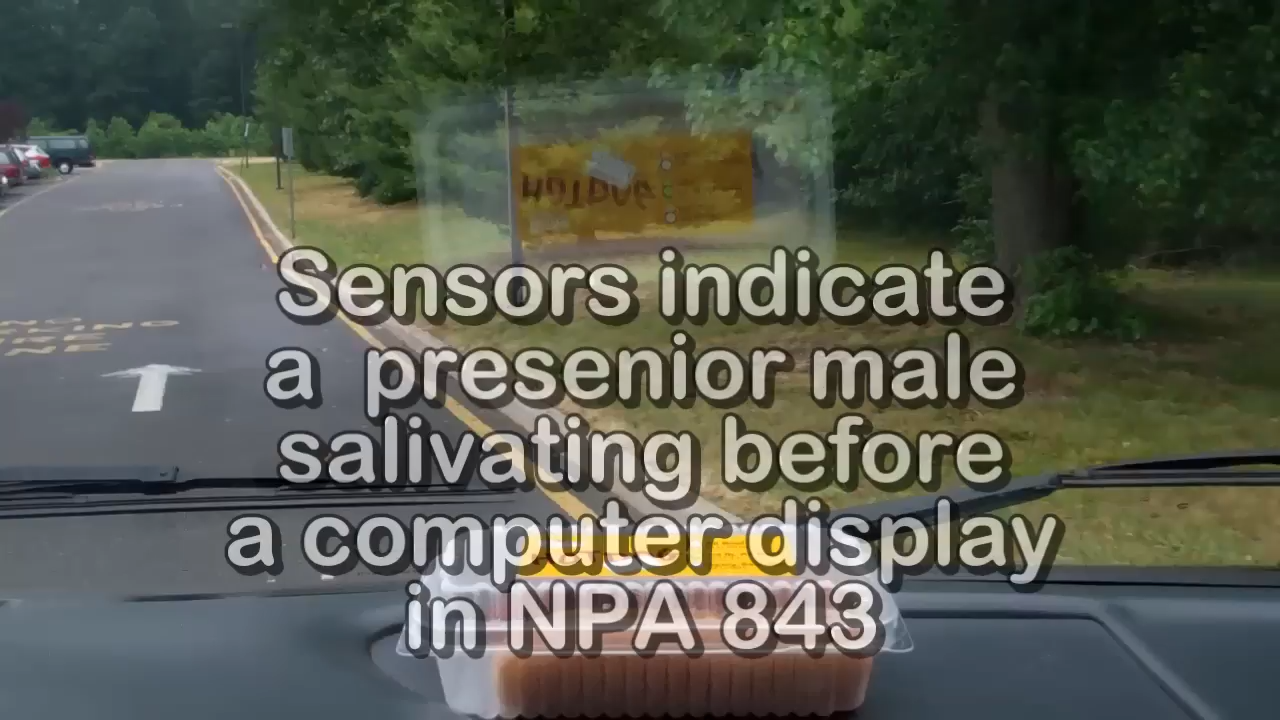 Sensors indicate
a  presenior male
salivating before
a computer display
in NPA 843